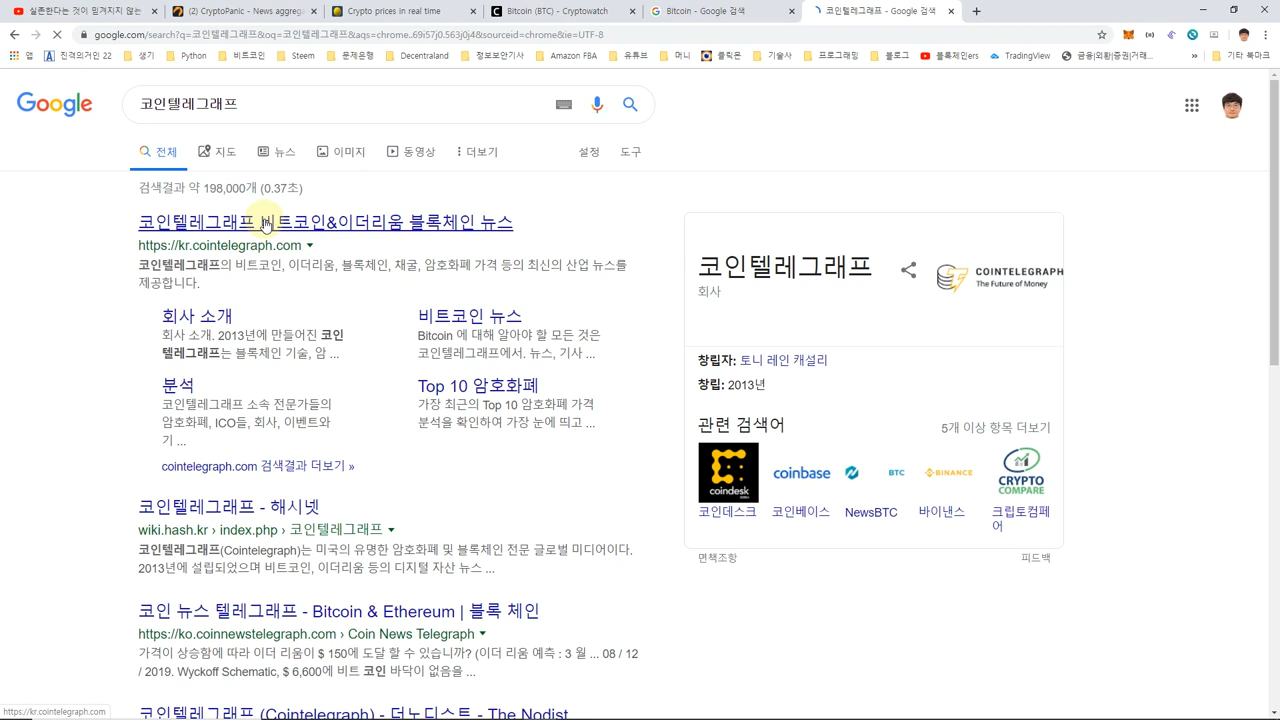 실존한다는 것이 믿겨지지 않는
(2) CryptoPanic - News aggreg
Crypto prices in real time
Bitcoin (BTC) - Cryptowatch
Bitcoin - Google 검색
코인텔레그래프 - Google 검색
google.com/search?q=코인텔레그래프&oq=코인텔레그래프&aqs=chrome..69i57j0.563j0j4&sourceid=chrome&ie=UTF-8
앱
진격의거인 22
생기
Python
비트코인
Steem
문제은행
Decentraland
정보보안기사
Amazon FBA
유튜브
머니
클릭몬
기술사
프로그래밍
블로그
블록체인ers
TradingView
금융|외환|증권|거래...
»
기타 북마크
Google
코인텔레그래프
전체
지도
뉴스
이미지
동영상
더보기
설정
도구
검색결과 약 198,000개 (0.37초)
코인텔레그래프 비트코인&이더리움 블록체인 뉴스
https://kr.cointelegraph.com
코인텔레그래프의 비트코인, 이더리움, 블록체인, 채굴, 암호화폐 가격 등의 최신의 산업 뉴스를
제공합니다.
회사 소개
회사 소개. 2013년에 만들어진 코인
텔레그래프는 블록체인 기술, 암 ...
비트코인 뉴스
Bitcoin 에 대해 알아야 할 모든 것은
코인텔레그래프에서. 뉴스, 기사 ...
분석
코인텔레그래프 소속 전문가들의
암호화폐, ICO들, 회사, 이벤트와
기 ...
Top 10 암호화폐
가장 최근의 Top 10 암호화폐 가격
분석을 확인하여 가장 눈에 띄고 ...
cointelegraph.com 검색결과 더보기 »
코인텔레그래프 - 해시넷
wiki.hash.kr › index.php › 코인텔레그래프
코인텔레그래프(Cointelegraph)는 미국의 유명한 암호화폐 및 블록체인 전문 글로벌 미디어이다.
2013년에 설립되었으며 비트코인, 이더리움 등의 디지털 자산 뉴스 ...
코인 뉴스 텔레그래프 - Bitcoin & Ethereum | 블록 체인
https://ko.coinnewstelegraph.com › Coin News Telegraph
가격이 상승함에 따라 이더 리움이 $ 150에 도달 할 수 있습니까? (이더 리움 예측 : 3 월 ... 08 / 12
/ 2019. Wyckoff Schematic, $ 6,600에 비트 코인 바닥이 없음을 ...
코인텔레그래프 (Cointelegraph) - 더노디스트 - The Nodist
코인텔레그래프
회사
COINTELEGRAPH
The Future of Money
창립자: 토니 레인 캐설리
창립: 2013년
관련 검색어
5개 이상 항목 더보기
coindesk
coinbase
BTC
BINANCE
CRYPTO
COMPARE
코인데스크
코인베이스
NewsBTC
바이낸스
크립토컴페
어
면책조항
피드백
https://kr.cointelegraph.com